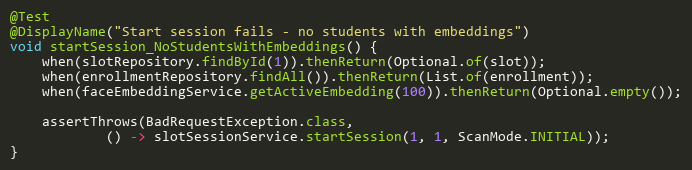 @Test
@DisplayName("Start session fails - no students with embeddings")
void startSession_NoStudentsWithEmbeddings() {
    when(slotRepository.findById(1)).thenReturn(Optional.of(slot));
    when(enrollmentRepository.findAll()).thenReturn(List.of(enrollment));
    when(faceEmbeddingService.getActiveEmbedding(100)).thenReturn(Optional.empty());

    assertThrows(BadRequestException.class,
            () -> slotSessionService.startSession(1, 1, ScanMode.INITIAL));
}